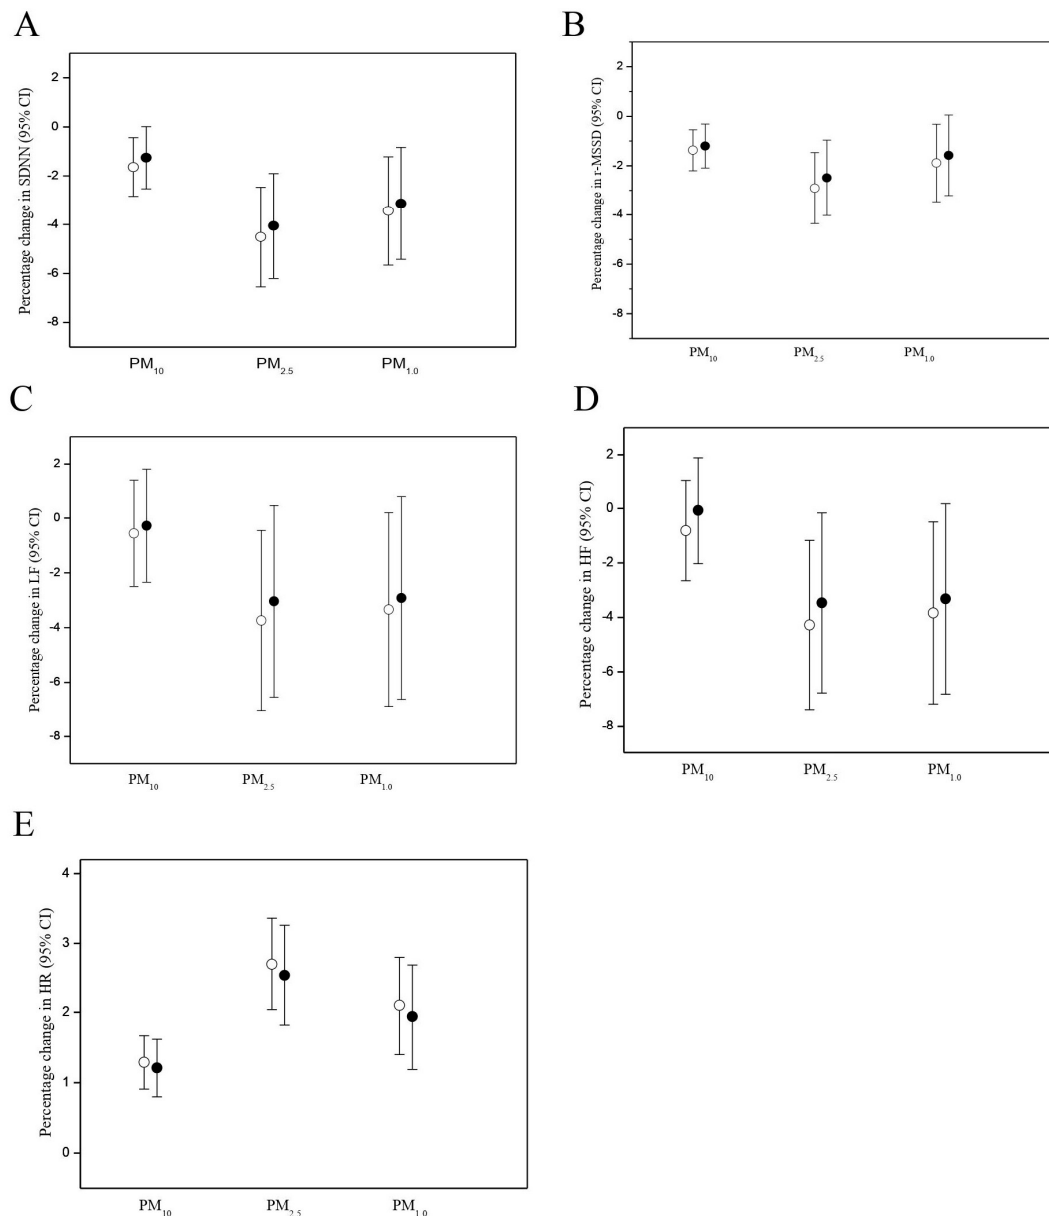 A
Percentage change in SDNN (95% CI)
2
0
-2
-4
-6
-8
PM10 PM2.5 PM1.0
B
Percentage change in r-MSSD (95% CI)
2
0
-2
-4
-6
-8
PM10 PM2.5 PM1.0
C
Percentage change in LF (95% CI)
2
0
-2
-4
-6
-8
PM10 PM2.5 PM1.0
D
Percentage change in HF (95% CI)
2
0
-2
-4
-6
-8
PM10 PM2.5 PM1.0
E
Percentage change in HR (95% CI)
4
3
2
1
0
PM10 PM2.5 PM1.0